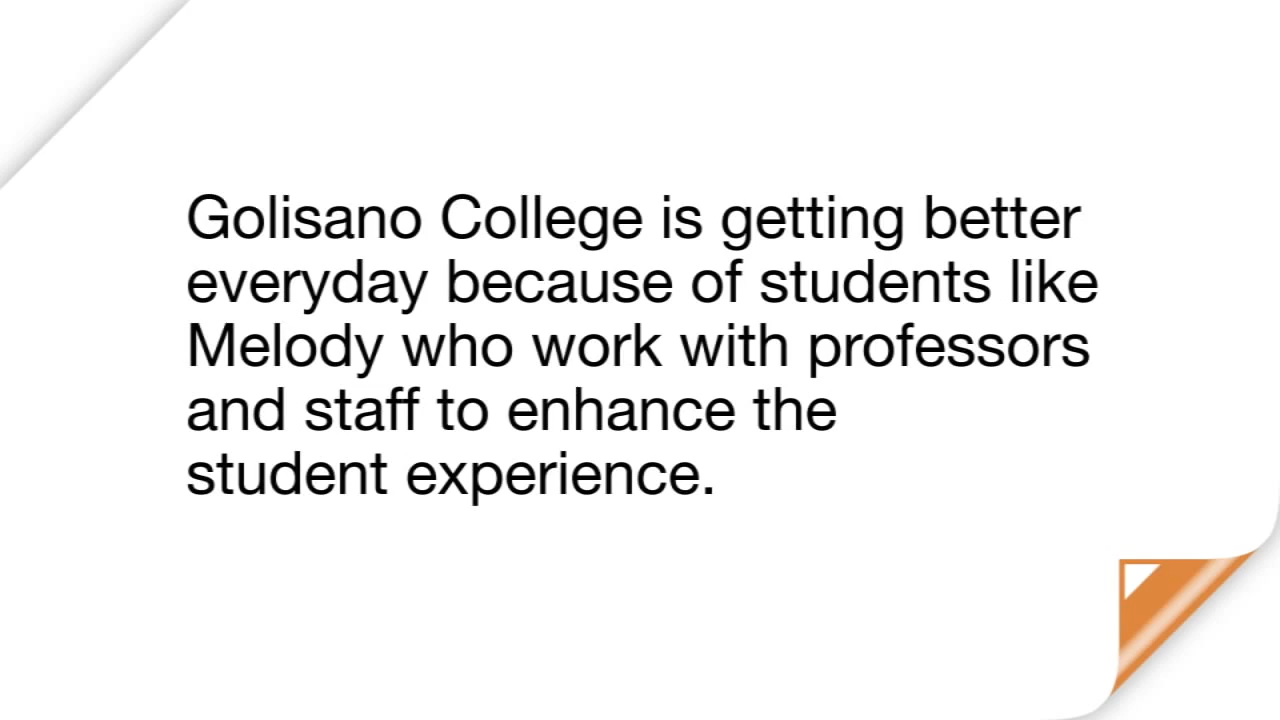 Golisano College is getting better
everyday because of students like
Melody who work with professors
and staff to enhance the
student experience.